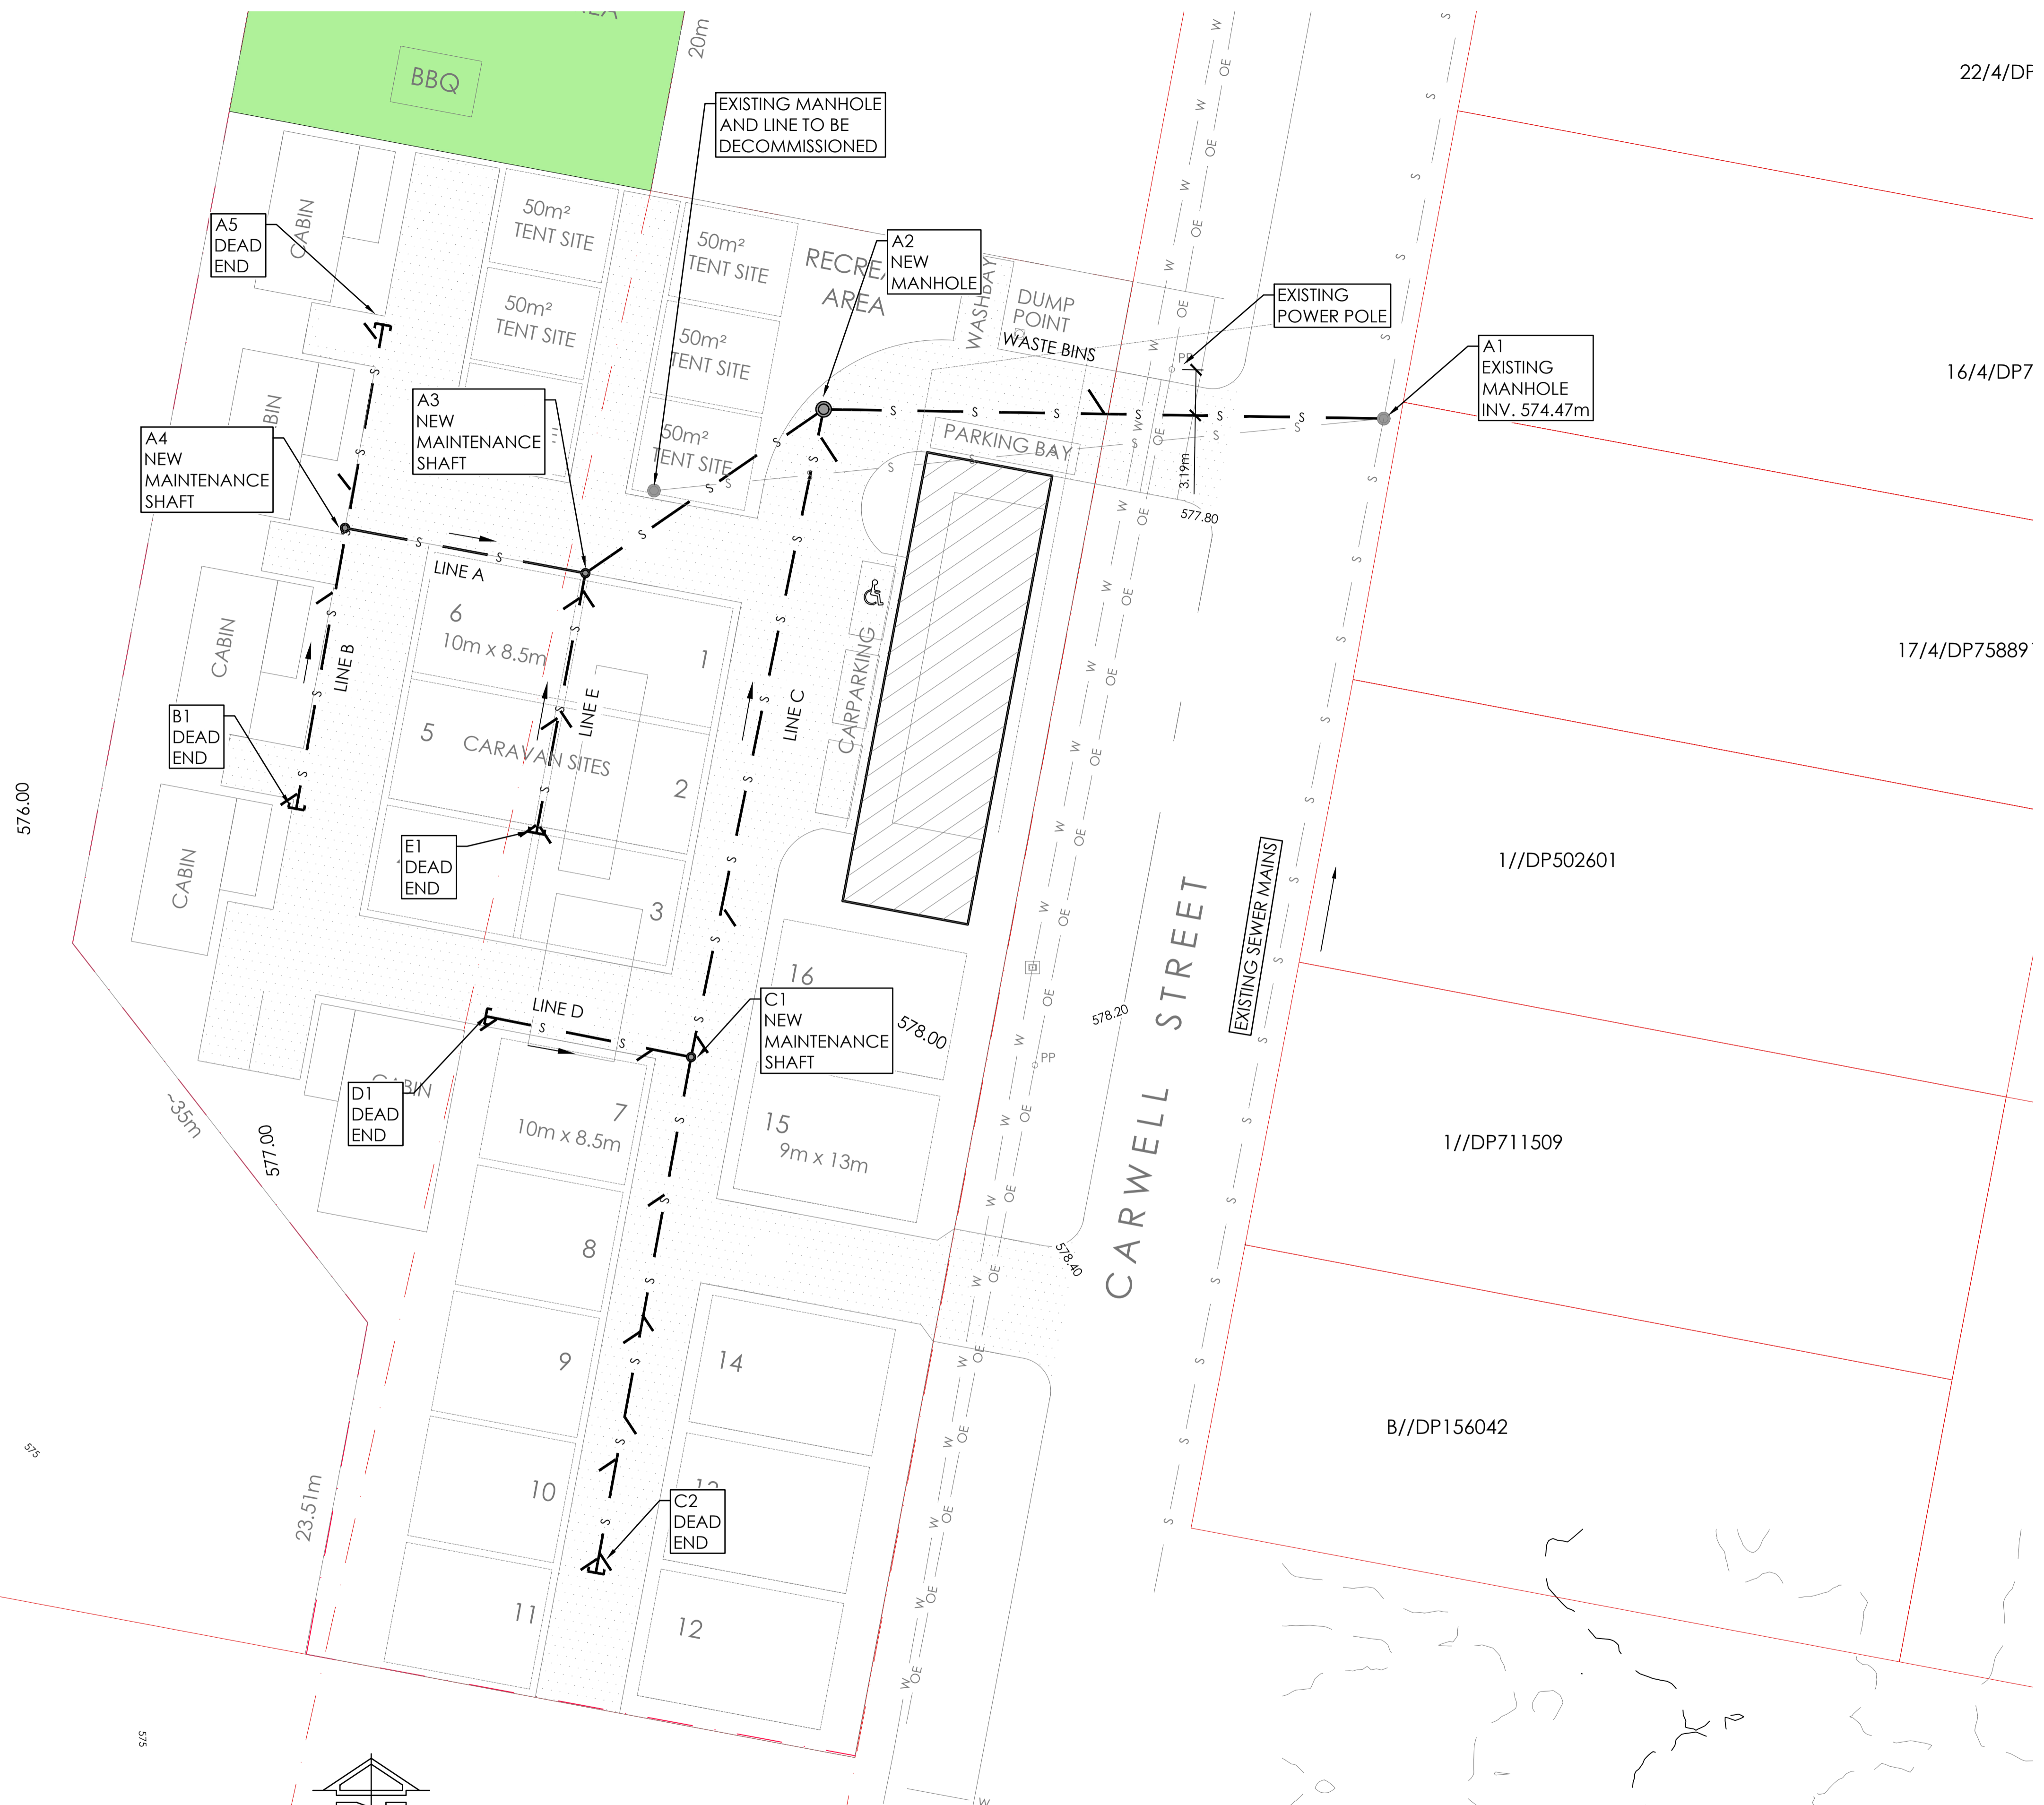 BBQ
20m
22/4/DP
EXISTING MANHOLE
AND LINE TO BE
DECOMMISSIONED
CABIN
50m²
TENT SITE
50m²
TENT SITE
50m²
TENT SITE
50m²
TENT SITE
50m²
TENT SITE
A5
DEAD
END
RECREA
AREA
A2
NEW
MANHOLE
WASHBAY
DUMP
POINT
WASTE BINS
EXISTING
POWER POLE
PP
A1
EXISTING
MANHOLE
INV. 574.47m
16/4/DP7
A3
NEW
MAINTENANCE
SHAFT
A4
NEW
MAINTENANCE
SHAFT
BIN
PARKING BAY
3.19m
577.80
LINE A
6
10m x 8.5m
1
CABIN
LINE B
LINE E
LINE C
CARPARKING
17/4/DP75889
B1
DEAD
END
5
CARAVAN SITES
2
576.00
CABIN
E1
DEAD
END
3
1//DP502601
EXISTING SEWER MAINS
CARWELL STREET
16
C1
NEW
MAINTENANCE
SHAFT
578.00
578.20
PP
LINE D
D1
DEAD
END
BIN
~35m
577.00
7
10m x 8.5m
15
9m x 13m
1//DP711509
8
578.40
9
14
B//DP156042
575
23.51m
10
C2
DEAD
END
11
12
575